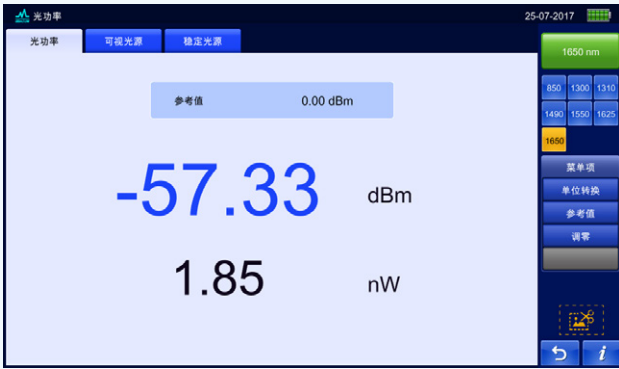 光功率
25-07-2017
光功率 可视光源 稳定光源
1650 nm
参考值 0.00 dBm
850 1300 1310
1490 1550 1625
1650
-57.33 dBm
1.85 nW
菜单项
单位转换
参考值
调零
i